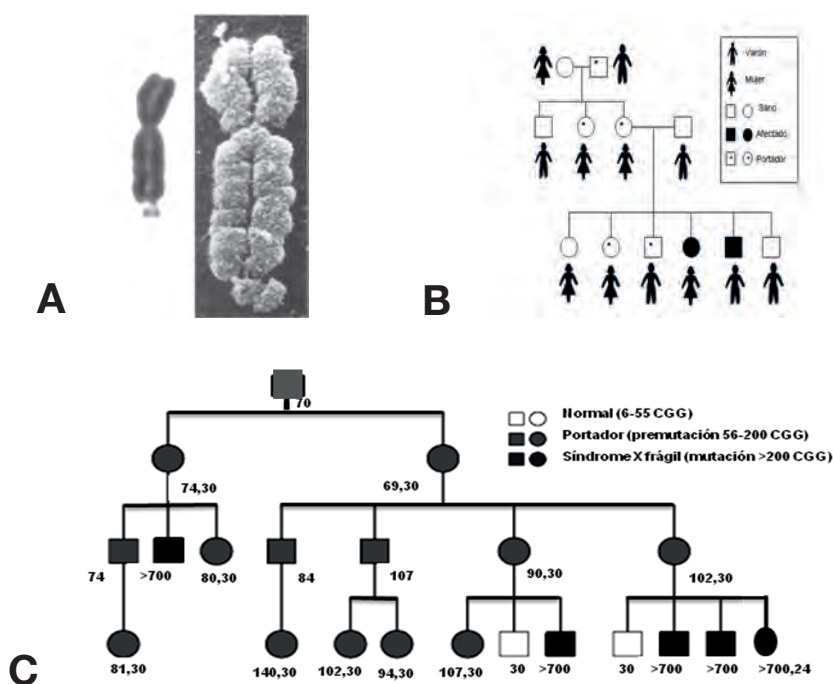 Varón
Mujer
Sano
Afectado
Portador
A
B
70
Normal (6-55 CGG)
Portador (premutación 56-200 CGG)
Síndrome X frágil (mutación >200 CGG)
74,30
69,30
74
>700
80,30
84
107
90,30
102,30
81,30
140,30
102,30
94,30
107,30
30
>700
30
>700
>700
>700,24
C